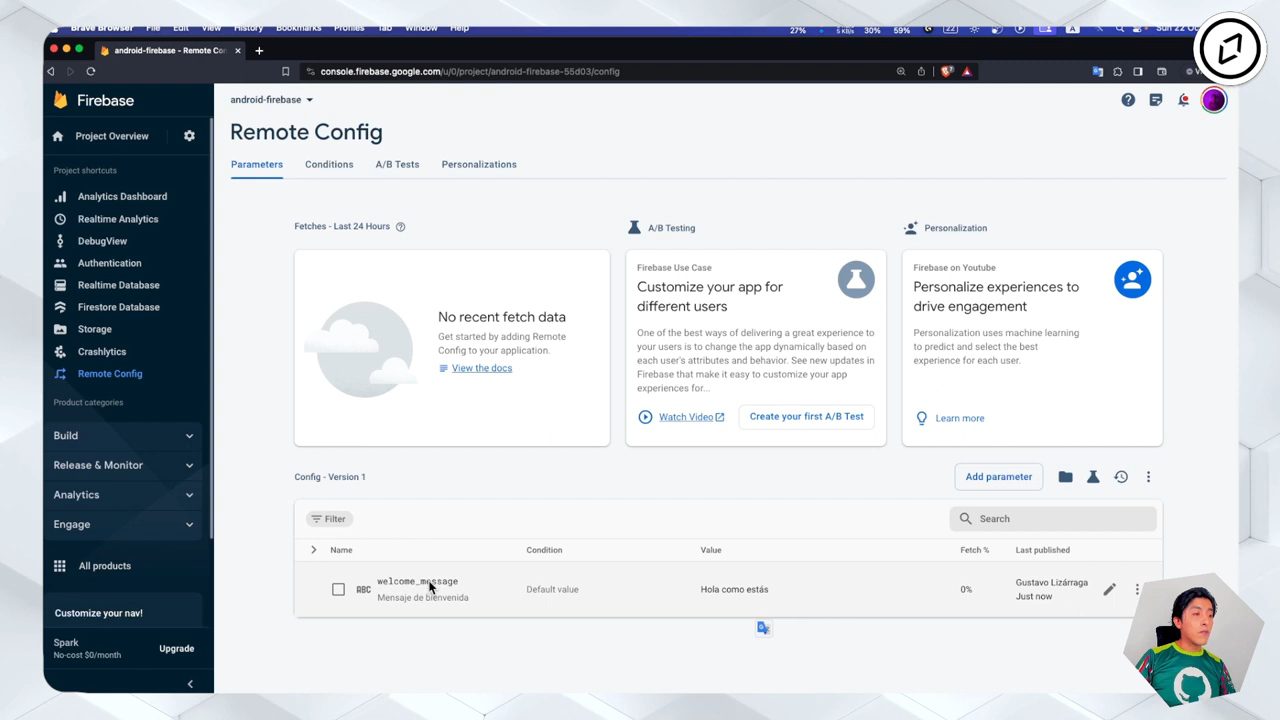 Brave Browser File Edit View History Bookmarks Profiles Tab Window Help 27% 5 KB/s 30% 59% 22 A Sun 22
android-firebase - Remote Con
console.firebase.google.com/u/0/project/android-firebase-55d03/config
Firebase
Project Overview
Project shortcuts
Analytics Dashboard
Realtime Analytics
DebugView
Authentication
Realtime Database
Firestore Database
Storage
Crashlytics
Remote Config
Product categories
Build
Release & Monitor
Analytics
Engage
All products
Customize your nav!
Spark
No-cost $0/month
Upgrade
android-firebase
Remote Config
Parameters Conditions A/B Tests Personalizations
Fetches - Last 24 Hours
No recent fetch data
Get started by adding Remote
Config to your application.
View the docs
A/B Testing
Firebase Use Case
Customize your app for
different users
One of the best ways of delivering a great experience to
your users is to change the app dynamically based on
each user's attributes and behavior. See new updates in
Firebase that make it easy to customize your app
experiences for...
Watch Video
Create your first A/B Test
Personalization
Firebase on Youtube
Personalize experiences to
drive engagement
Personalization uses machine learning
to predict and select the best
experience for each user.
Learn more
Config - Version 1
Add parameter
Filter
Search
Name Condition Value Fetch % Last published
ABC welcome_message Default value Hola como estás 0% Gustavo Lizárraga
Mensaje de bienvenida Just now